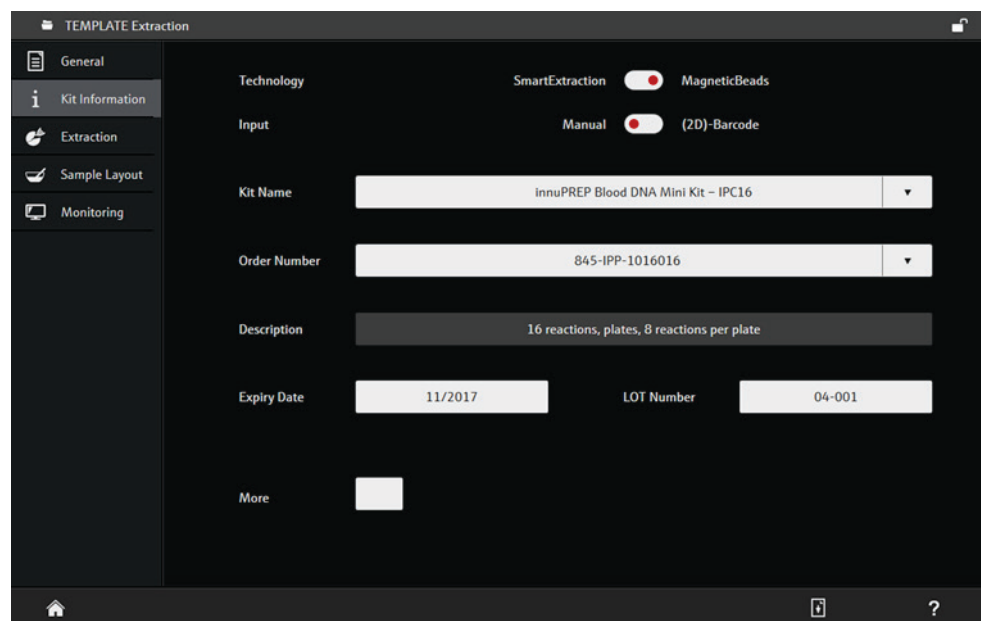 TEMPLATE Extraction
General
Kit Information
Extraction
Sample Layout
Monitoring
Technology SmartExtraction MagneticBeads
Input Manual (2D)-Barcode
Kit Name innuPREP Blood DNA Mini Kit – IPC16
Order Number 845-IPP-1016016
Description 16 reactions, plates, 8 reactions per plate
Expiry Date 11/2017 LOT Number 04-001
More
?